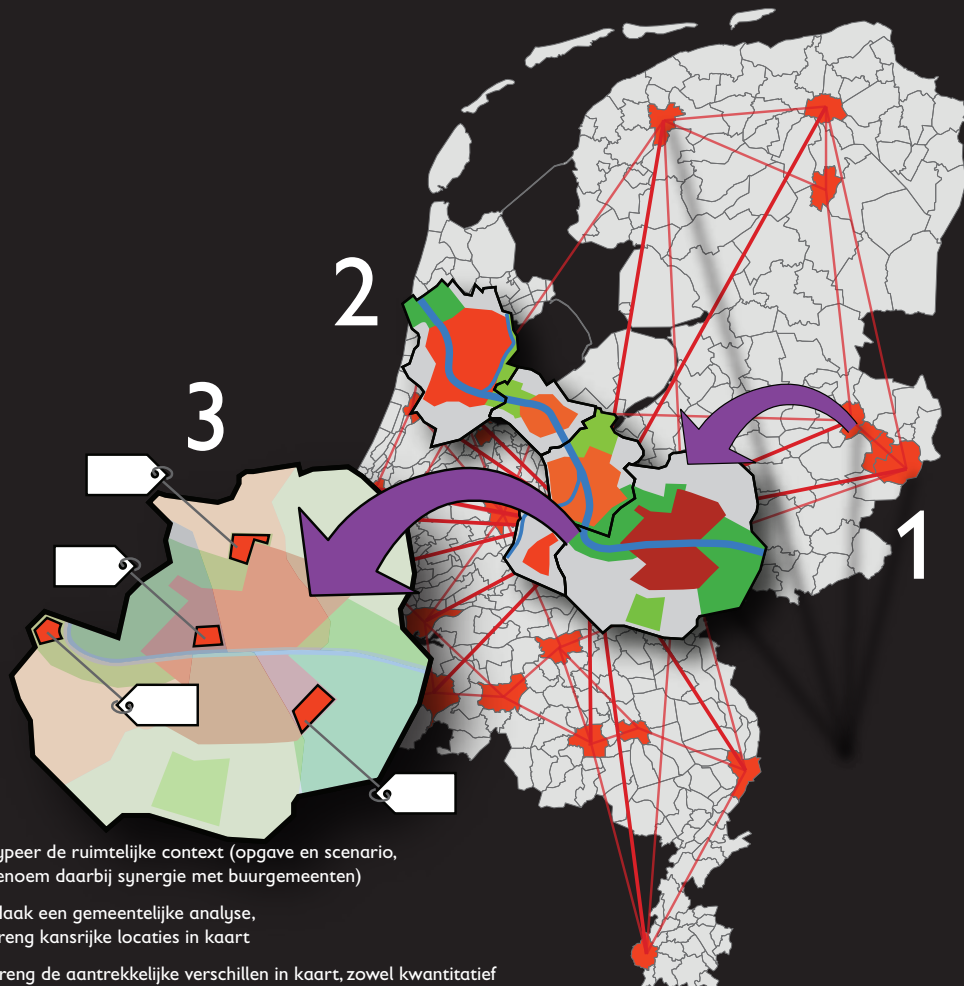 2
3
1
ypeer de ruimtelijke context (opgave en scenario,
enoem daarbij synergie met buurgemeenten)
aak een gemeentelijke analyse,
reng kansrijke locaties in kaart
reng de aantrekkelijke verschillen in kaart, zowel kwantitatief